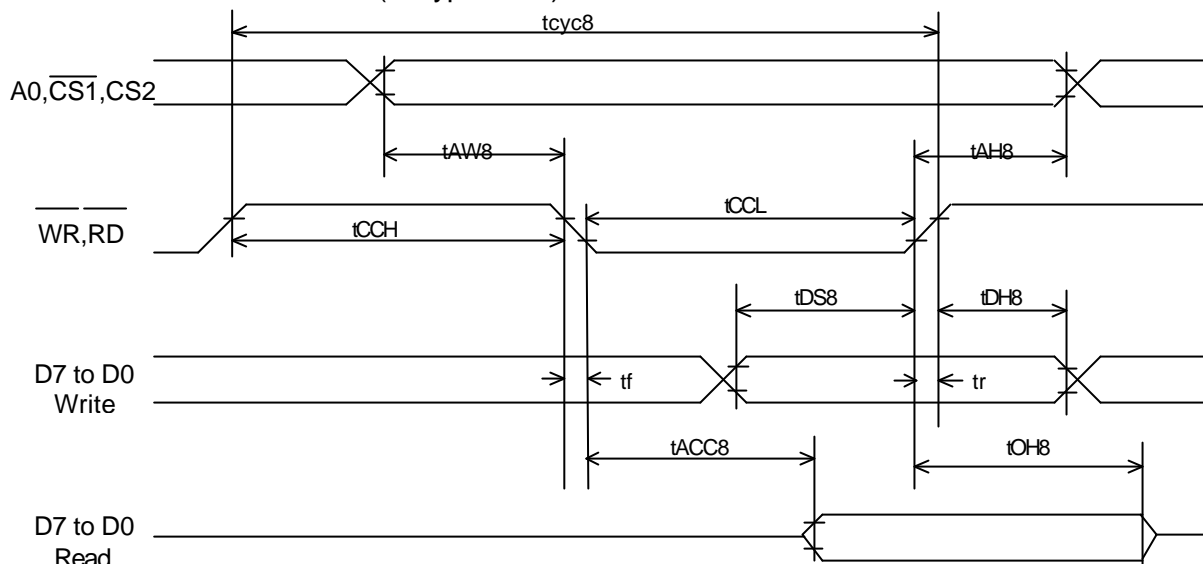 tcyc8
A0,CS1,CS2
tAW8
tAH8
WR,RD
tCCH
tCCL
tDS8
tDH8
D7 to D0
Write
tf
tr
tACC8
tOH8
D7 to D0
Read